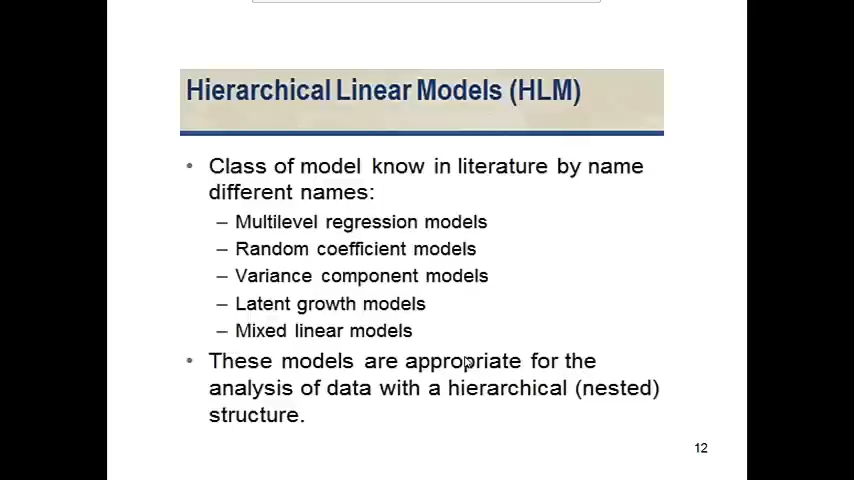 Hierarchical Linear Models (HLM)
• Class of model know in literature by name
different names:
– Multilevel regression models
– Random coefficient models
– Variance component models
– Latent growth models
– Mixed linear models
• These models are appropriate for the
analysis of data with a hierarchical (nested)
structure.
12